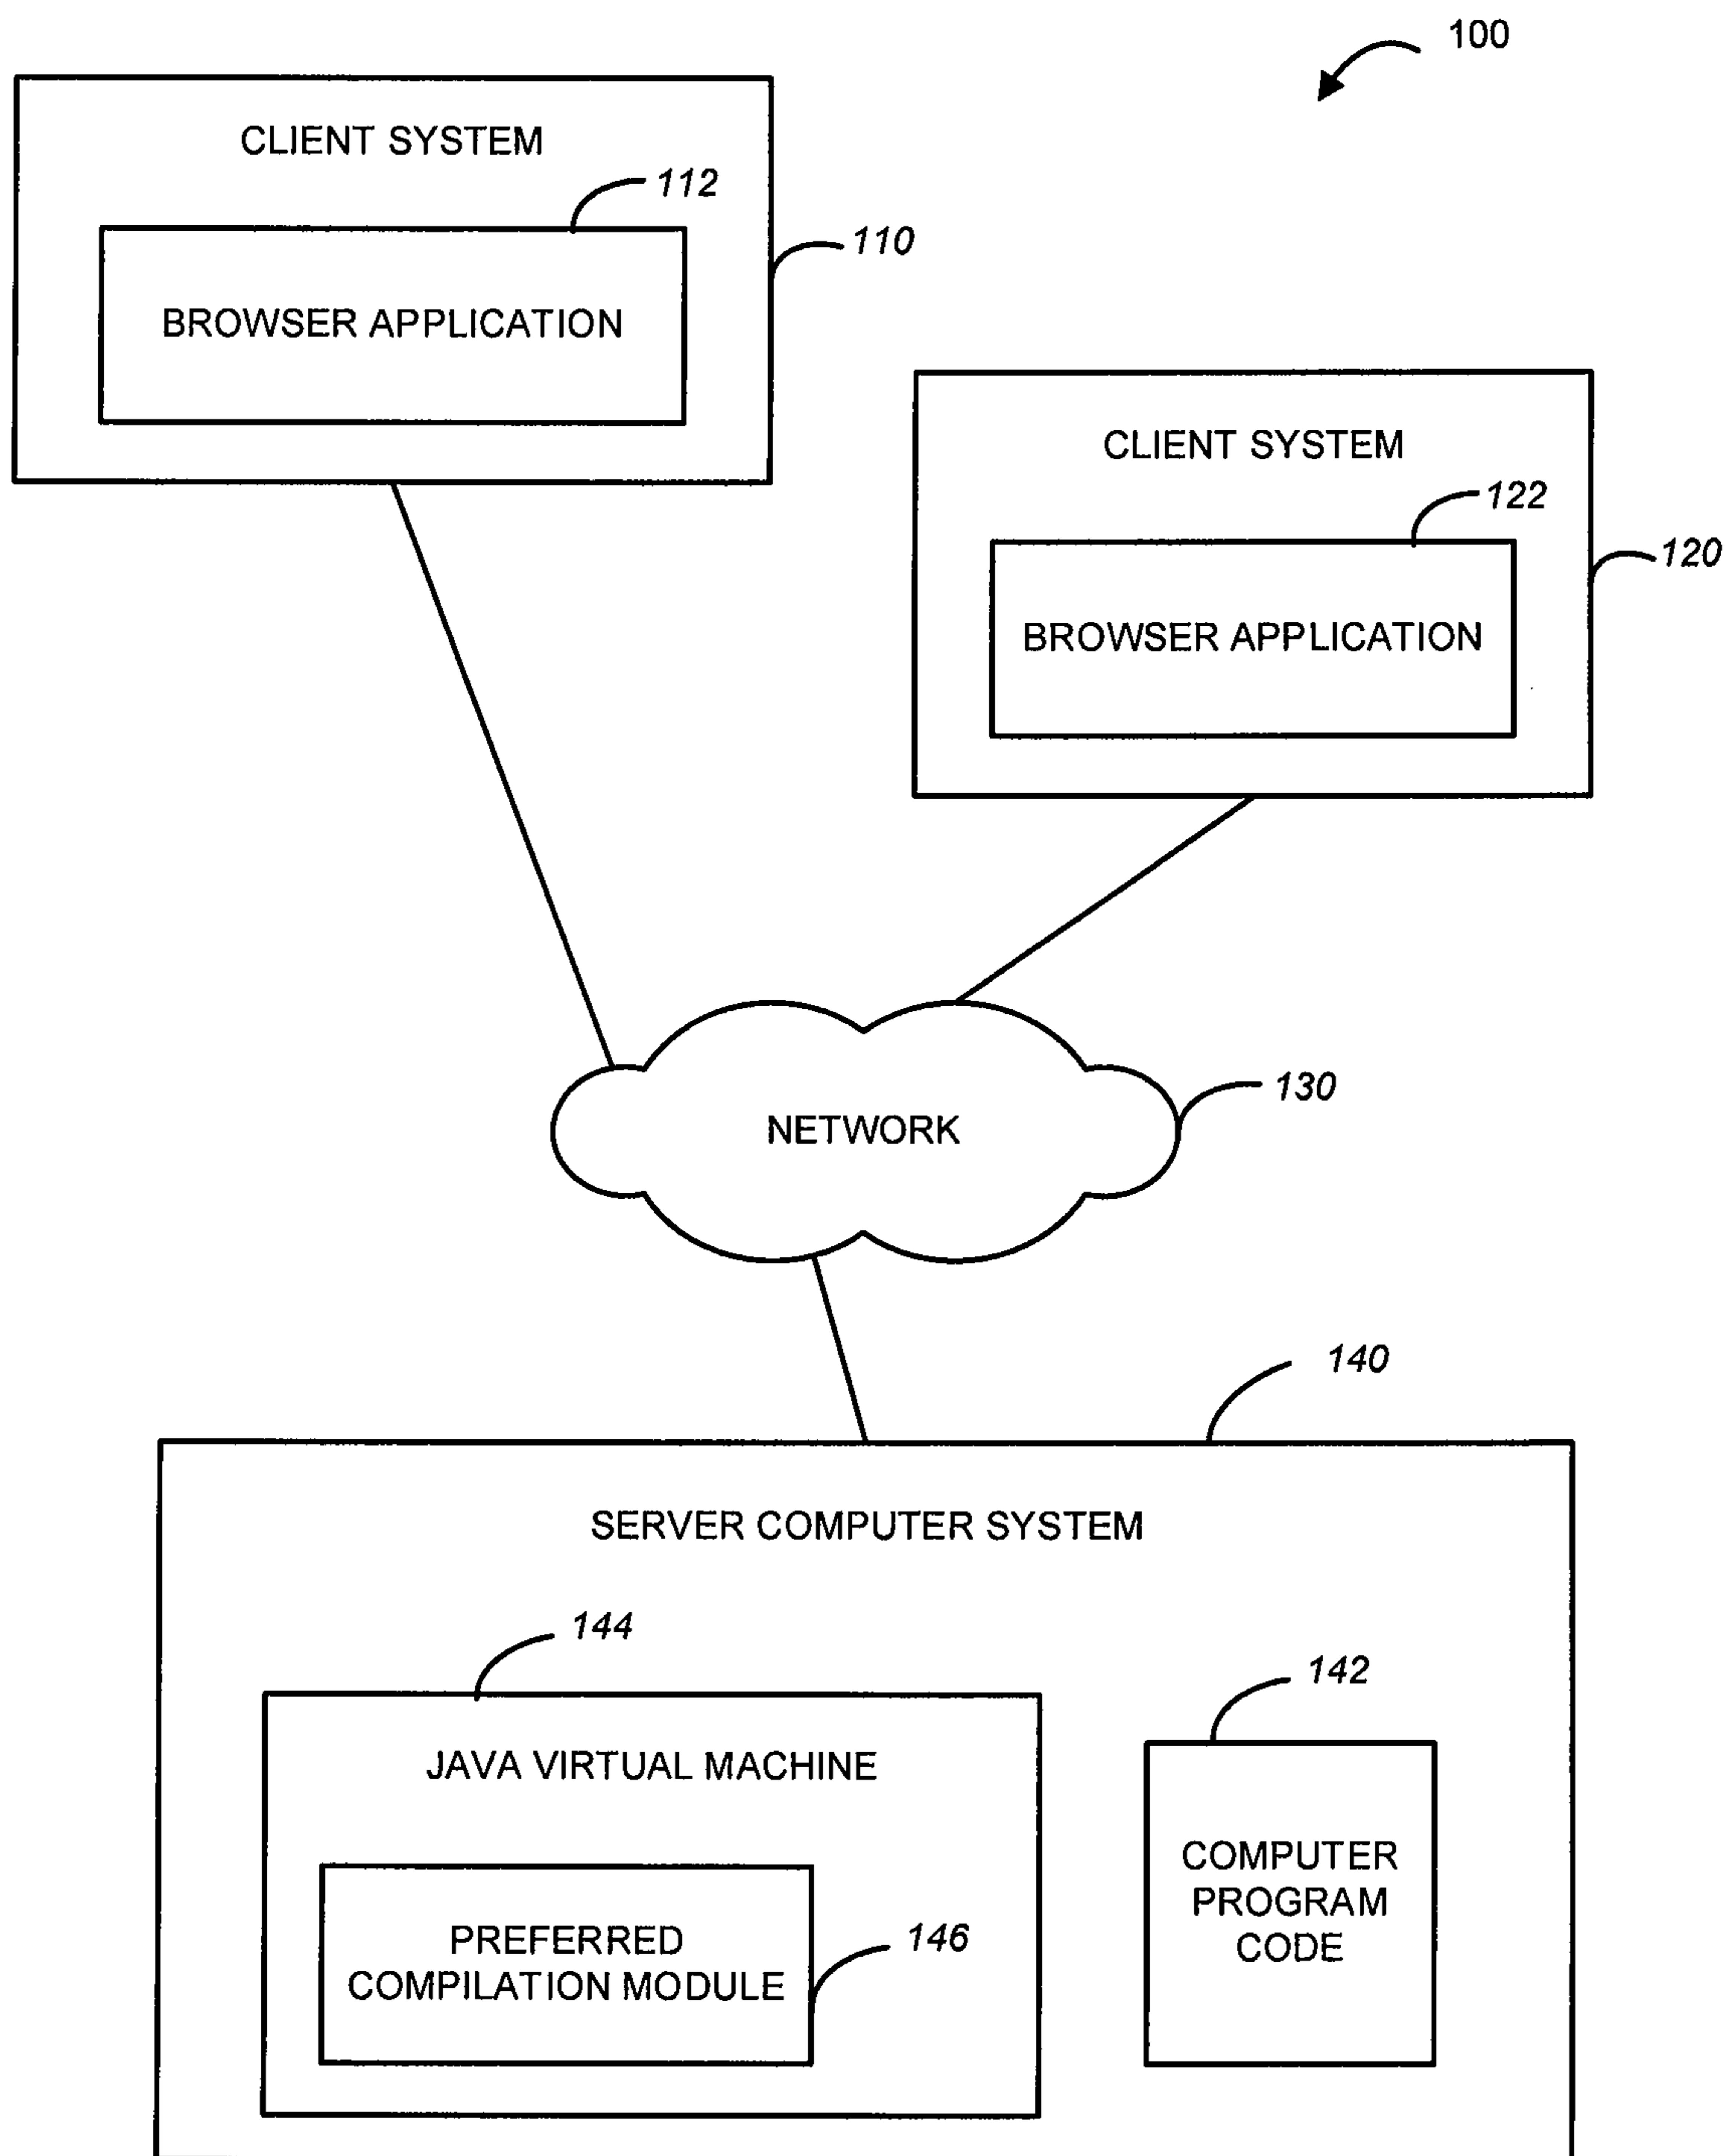 100
CLIENT SYSTEM
112
110
BROWSER APPLICATION
CLIENT SYSTEM
122
120
BROWSER APPLICATION
130
NETWORK
140
SERVER COMPUTER SYSTEM
144
142
JAVA VIRTUAL MACHINE
COMPUTER
PROGRAM
CODE
PREFERRED
COMPILATION MODULE
146